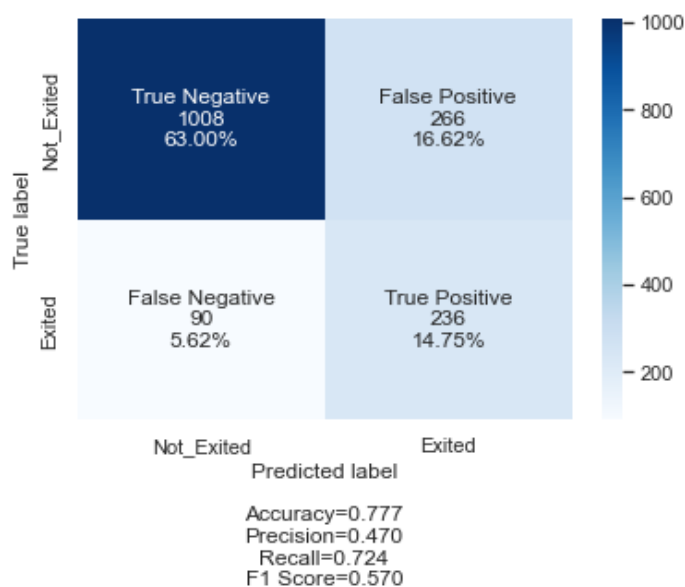 True label
Not_Exited
Exited
True Negative
1008
63.00%
False Positive
266
16.62%
False Negative
90
5.62%
True Positive
236
14.75%
Not_Exited
Exited
Predicted label
1000
800
600
400
200
Accuracy=0.777
Precision=0.470
Recall=0.724
F1 Score=0.570